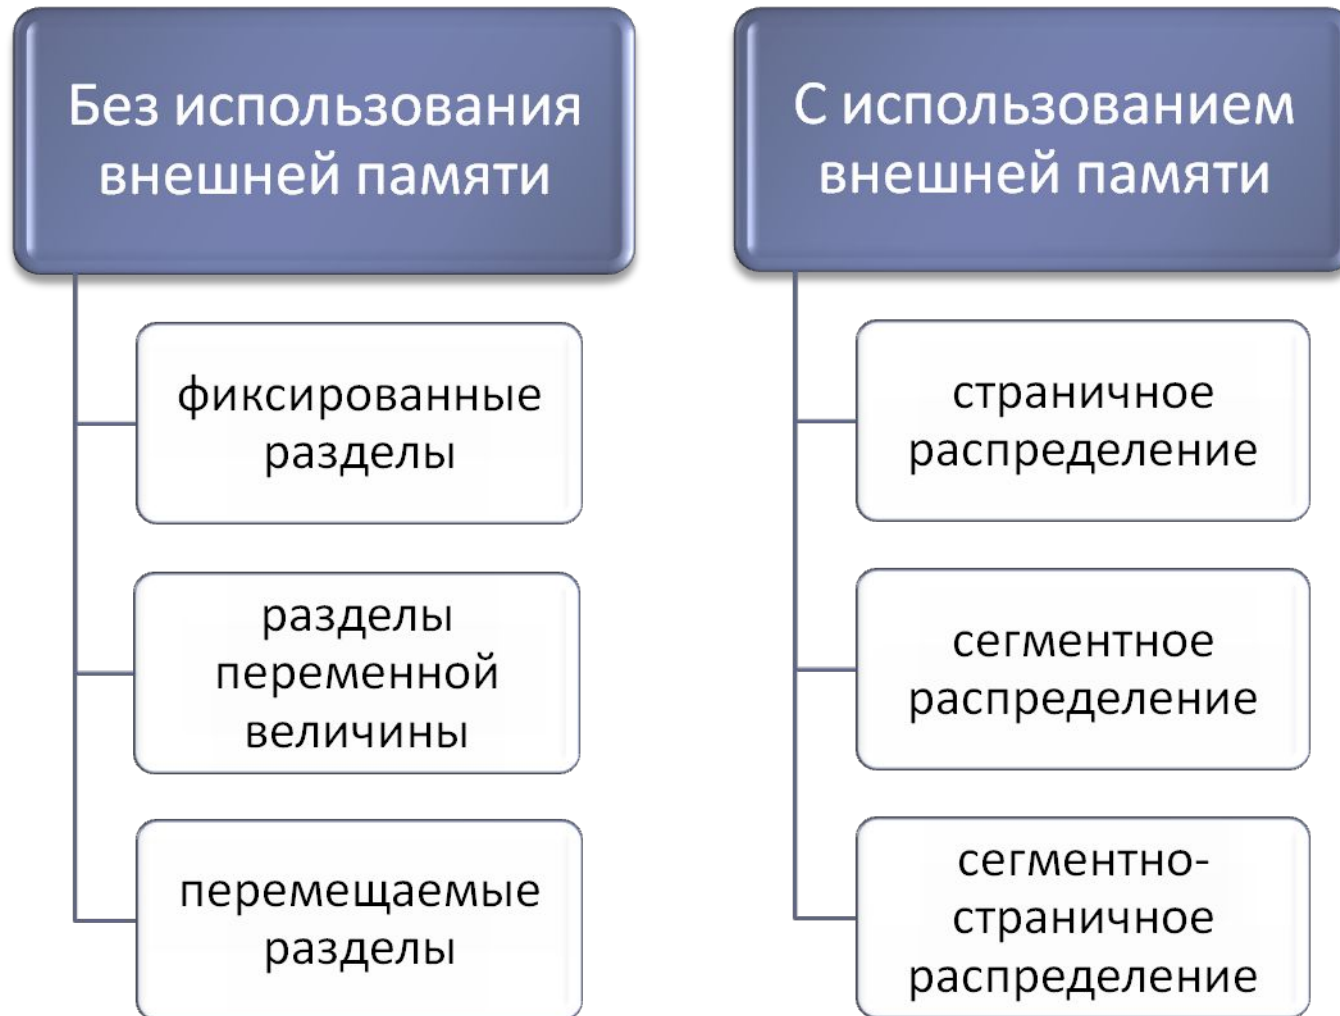 Без использования
внешней памяти
фиксированные
разделы
разделы
переменной
величины
перемещаемые
разделы
С использованием
внешней памяти
страничное
распределение
сегментное
распределение
сегментно-
страничное
распределение